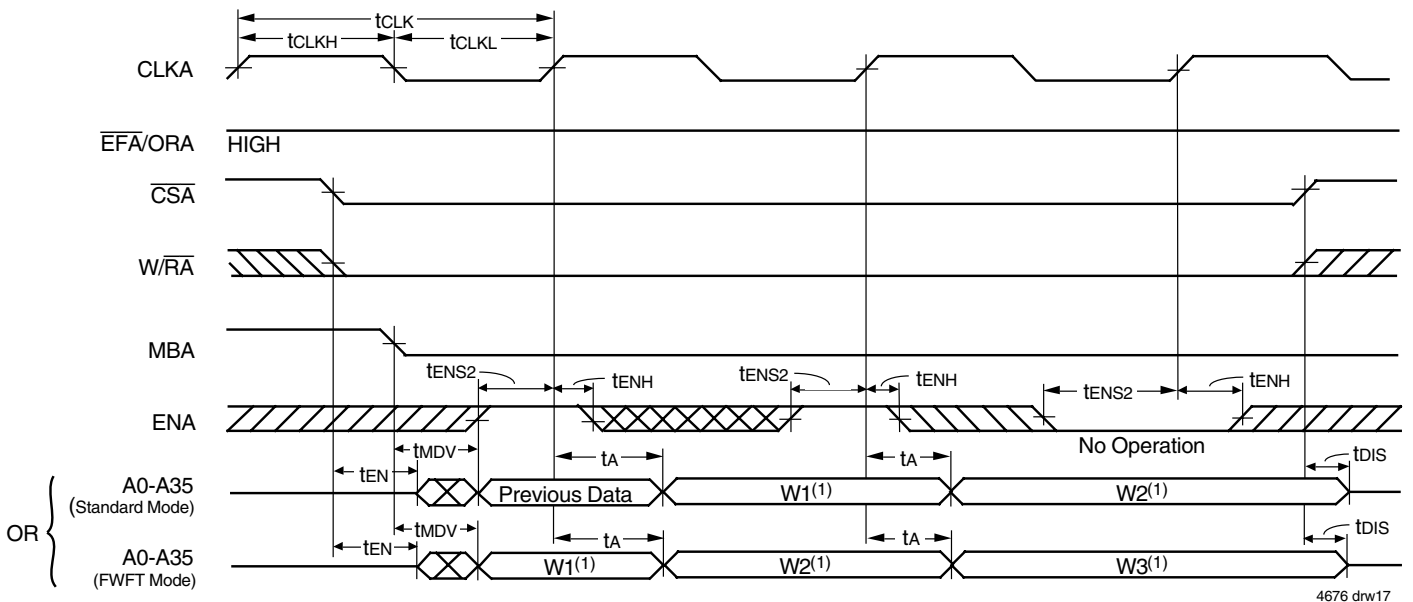 tCLK
tCLKH tCLKL
CLKA
EFA/ORA HIGH
CSA
W/RA
MBA
tENS2 tENH tENS2 tENH tENS2 tENH
ENA
No Operation
tMDV
tEN tA tA tDIS
A0-A35
(Standard Mode)
Previous Data W1(1) W2(1)
OR
tMDV
tEN tA tA tDIS
A0-A35
(FWFT Mode)
W1(1) W2(1) W3(1)
4676 drw17